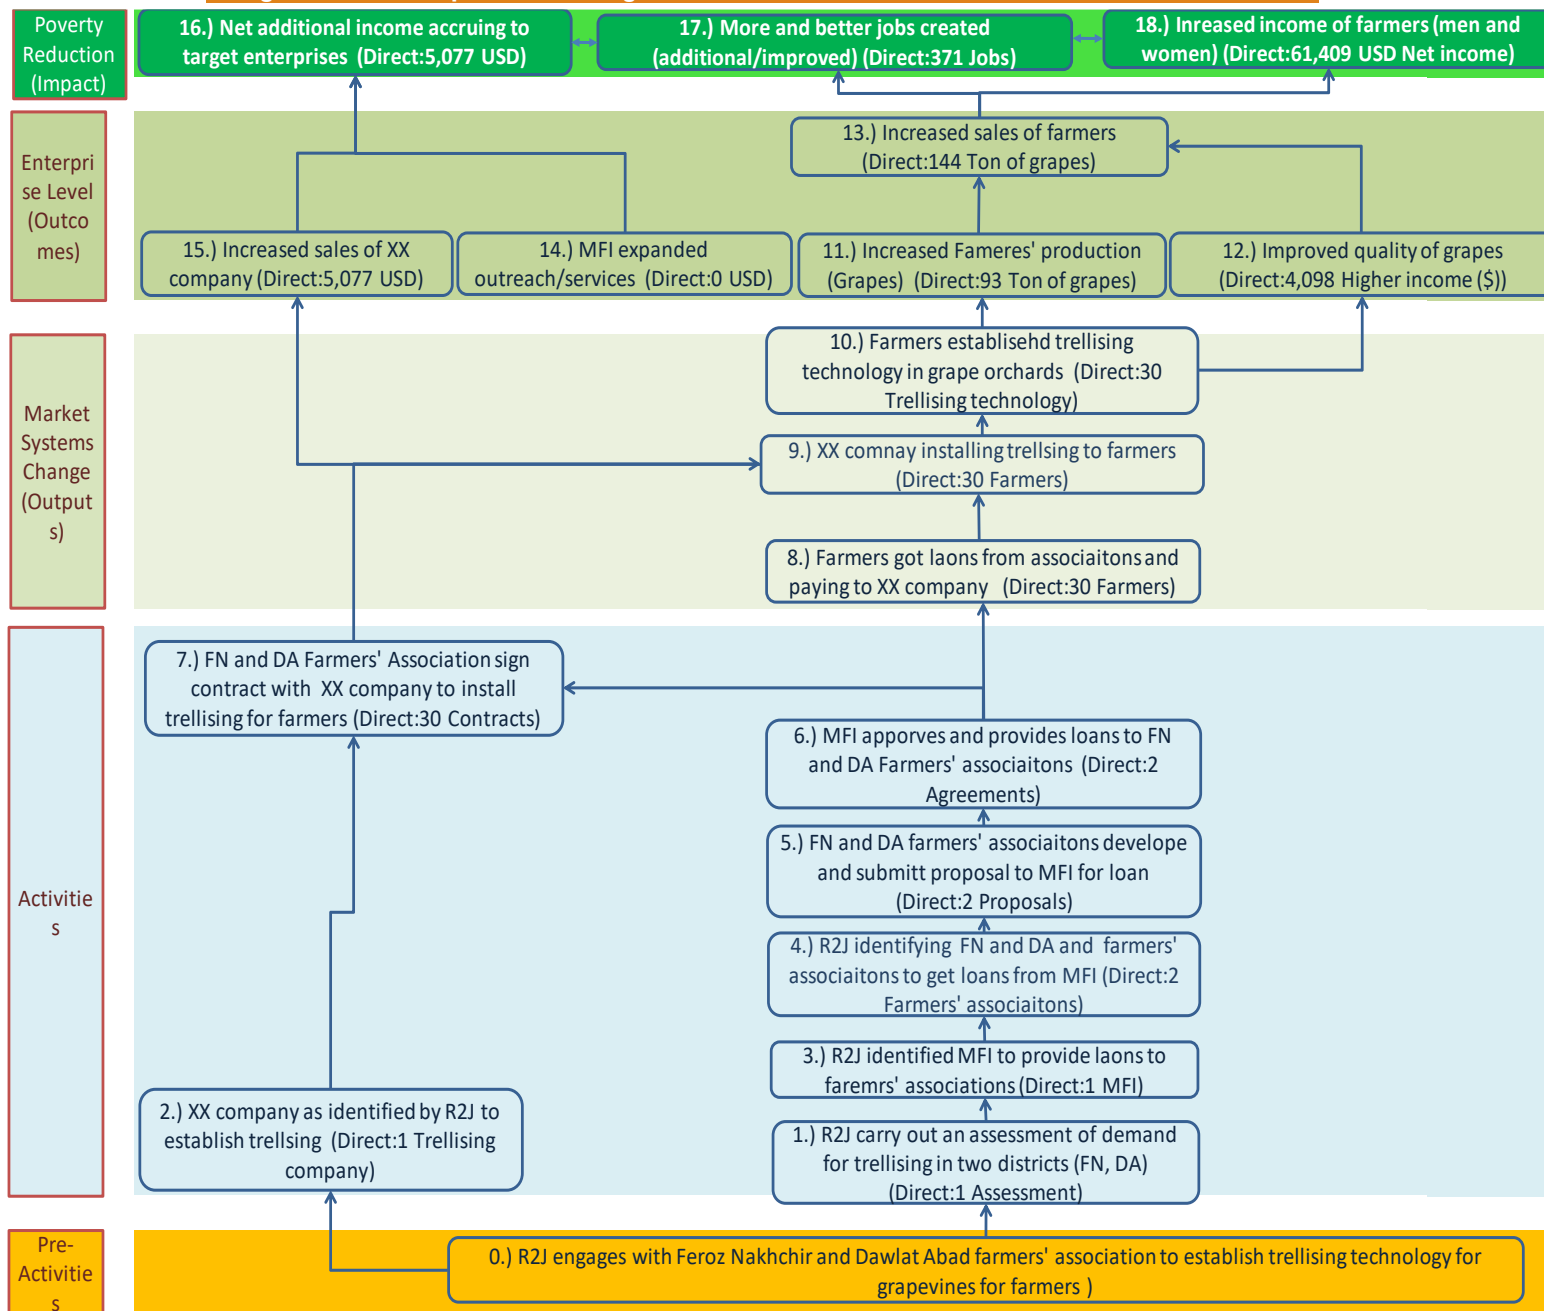 Poverty
Reduction
(Impact)
16.) Net additional income accruing to
target enterprises (Direct:5,077 USD)
17.) More and better jobs created
(additional/improved) (Direct:371 Jobs)
18.) Inreased income of farmers (men and
women) (Direct:61,409 USD Net income)
Enterpri
se Level
(Outco
mes)
13.) Increased sales of farmers
(Direct:144 Ton of grapes)
15.) Increased sales of XX
company (Direct:5,077 USD)
14.) MFI expanded
outreach/services (Direct:0 USD)
11.) Increased Fameres' production
(Grapes) (Direct:93 Ton of grapes)
12.) Improved quality of grapes
(Direct:4,098 Higher income ($))
Market
Systems
Change
(Output
s)
10.) Farmers establisehd trellising
technology in grape orchards (Direct:30
Trellising technology)
9.) XX comnay installing trellsing to farmers
(Direct:30 Farmers)
8.) Farmers got laons from associaitons and
paying to XX company (Direct:30 Farmers)
Activitie
s
7.) FN and DA Farmers' Association sign
contract with XX company to install
trellising for farmers (Direct:30 Contracts)
6.) MFI apporves and provides loans to FN
and DA Farmers' associaitons (Direct:2
Agreements)
5.) FN and DA farmers' associaitons develope
and submitt proposal to MFI for loan
(Direct:2 Proposals)
4.) R2J identifying FN and DA and farmers'
associaitons to get loans from MFI (Direct:2
Farmers' associaitons)
3.) R2J identified MFI to provide laons to
faremrs' associations (Direct:1 MFI)
2.) XX company as identified by R2J to
establish trellsing (Direct:1 Trellising
company)
1.) R2J carry out an assessment of demand
for trellising in two districts (FN, DA)
(Direct:1 Assessment)
Pre-
Activitie
s
0.) R2J engages with Feroz Nakhchir and Dawlat Abad farmers' association to establish trellising technology for
grapevines for farmers )